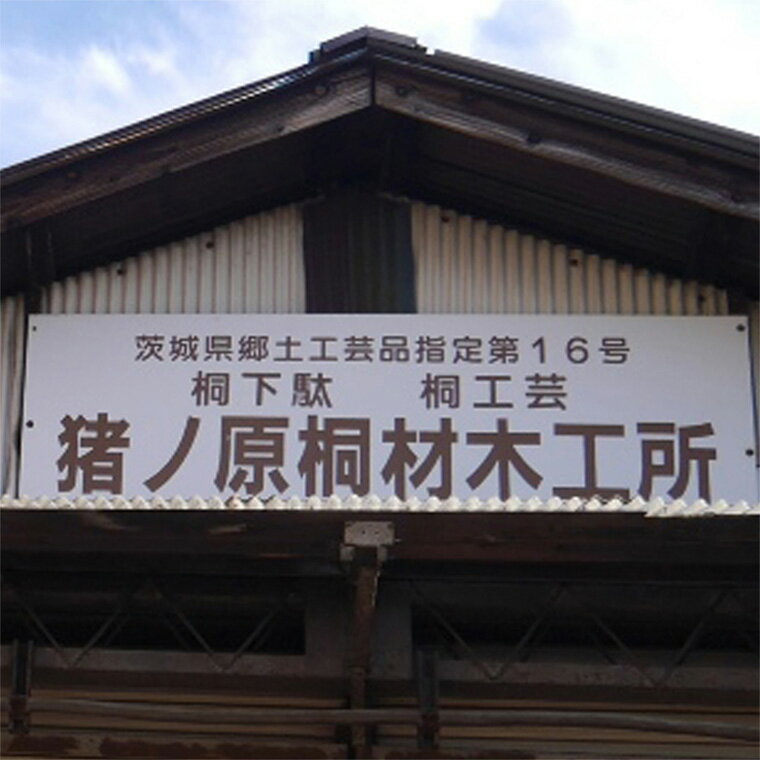 茨城県郷土工芸品指定第１６号
桐下駄　桐工芸
猪ノ原桐材木工所